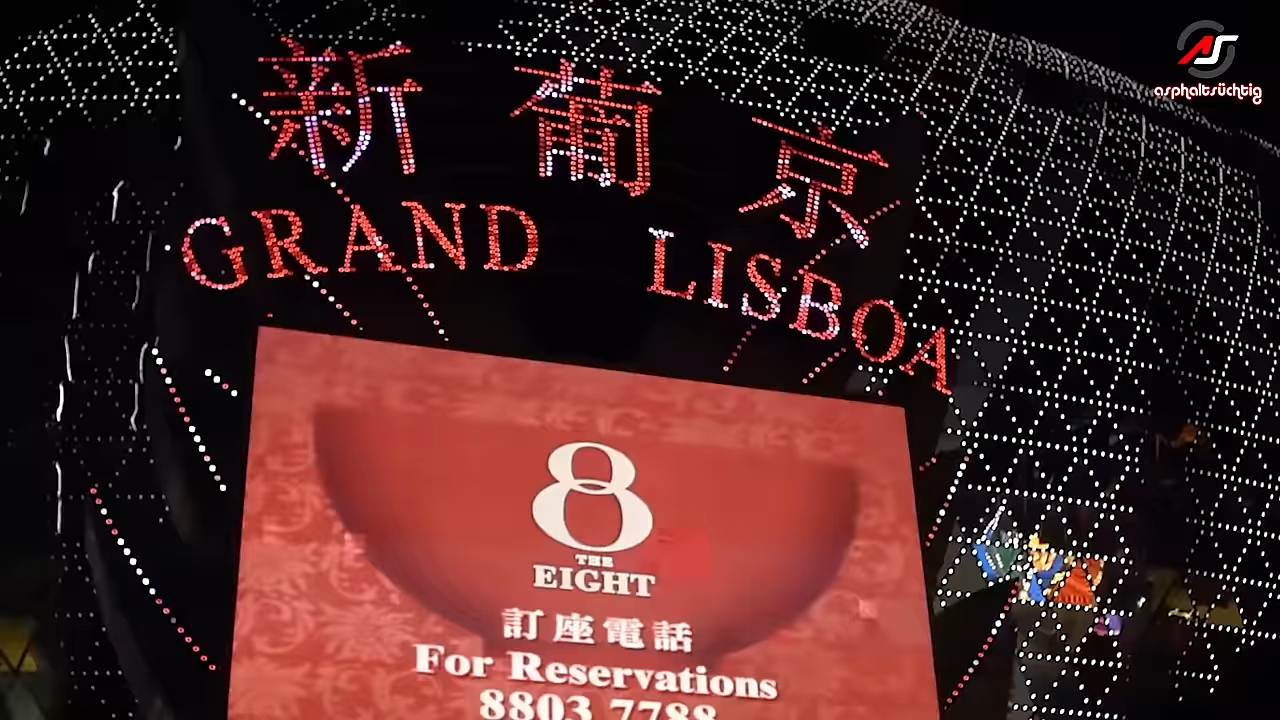 asphaltsüchtig
新葡京
GRAND LISBOA
8
THE
EIGHT
訂座電話
For Reservations
8803 7788